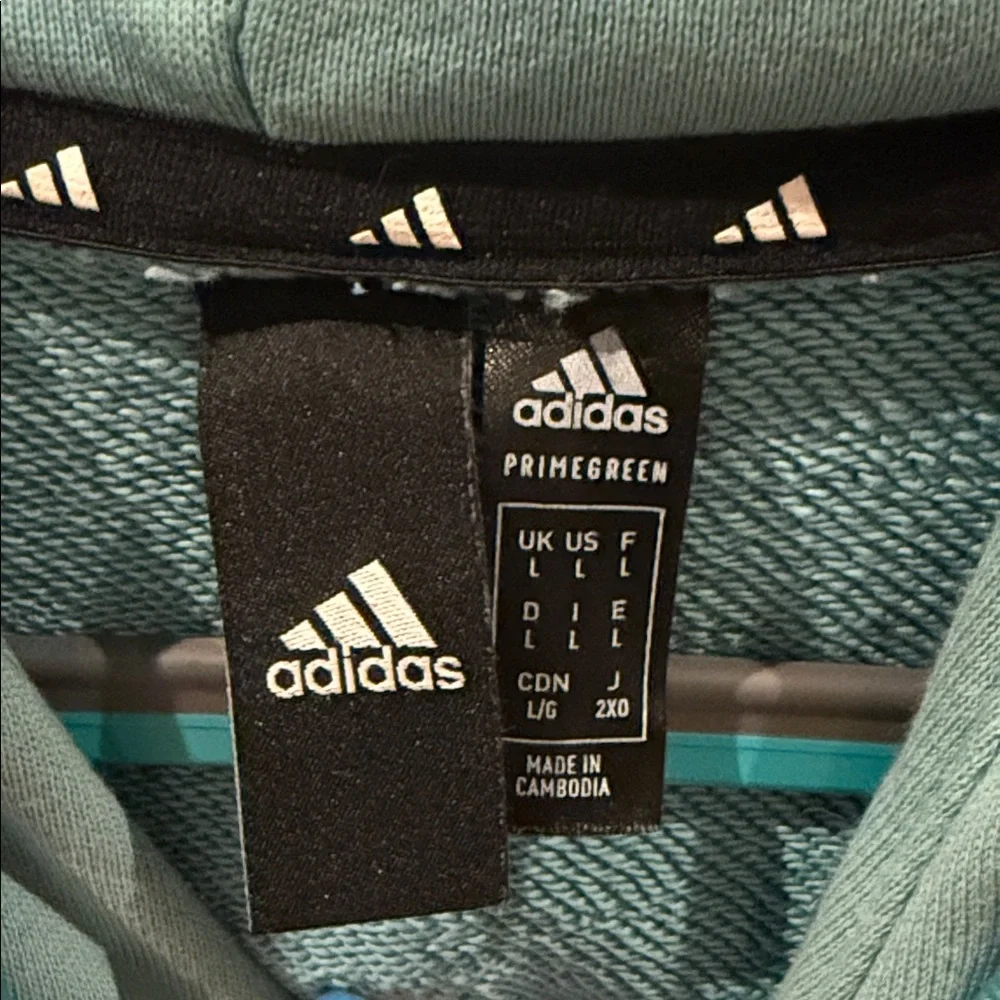 adidas
adidas
PRIMEGREEN
UK US F
L L L
D I E
L L L
CDN J
L/G 2XO
MADE IN
CAMBODIA